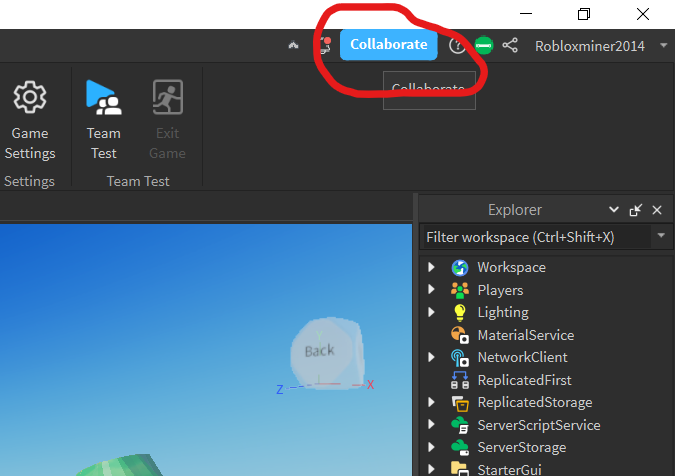 Collaborate
Robloxminer2014
Collaborate
Game
Settings
Team
Test
Exit
Game
Settings
Team Test
Explorer
Filter workspace (Ctrl+Shift+X)
Workspace
Players
Lighting
MaterialService
NetworkClient
ReplicatedFirst
ReplicatedStorage
ServerScriptService
ServerStorage
StarterGui
Back
Y
Z
X